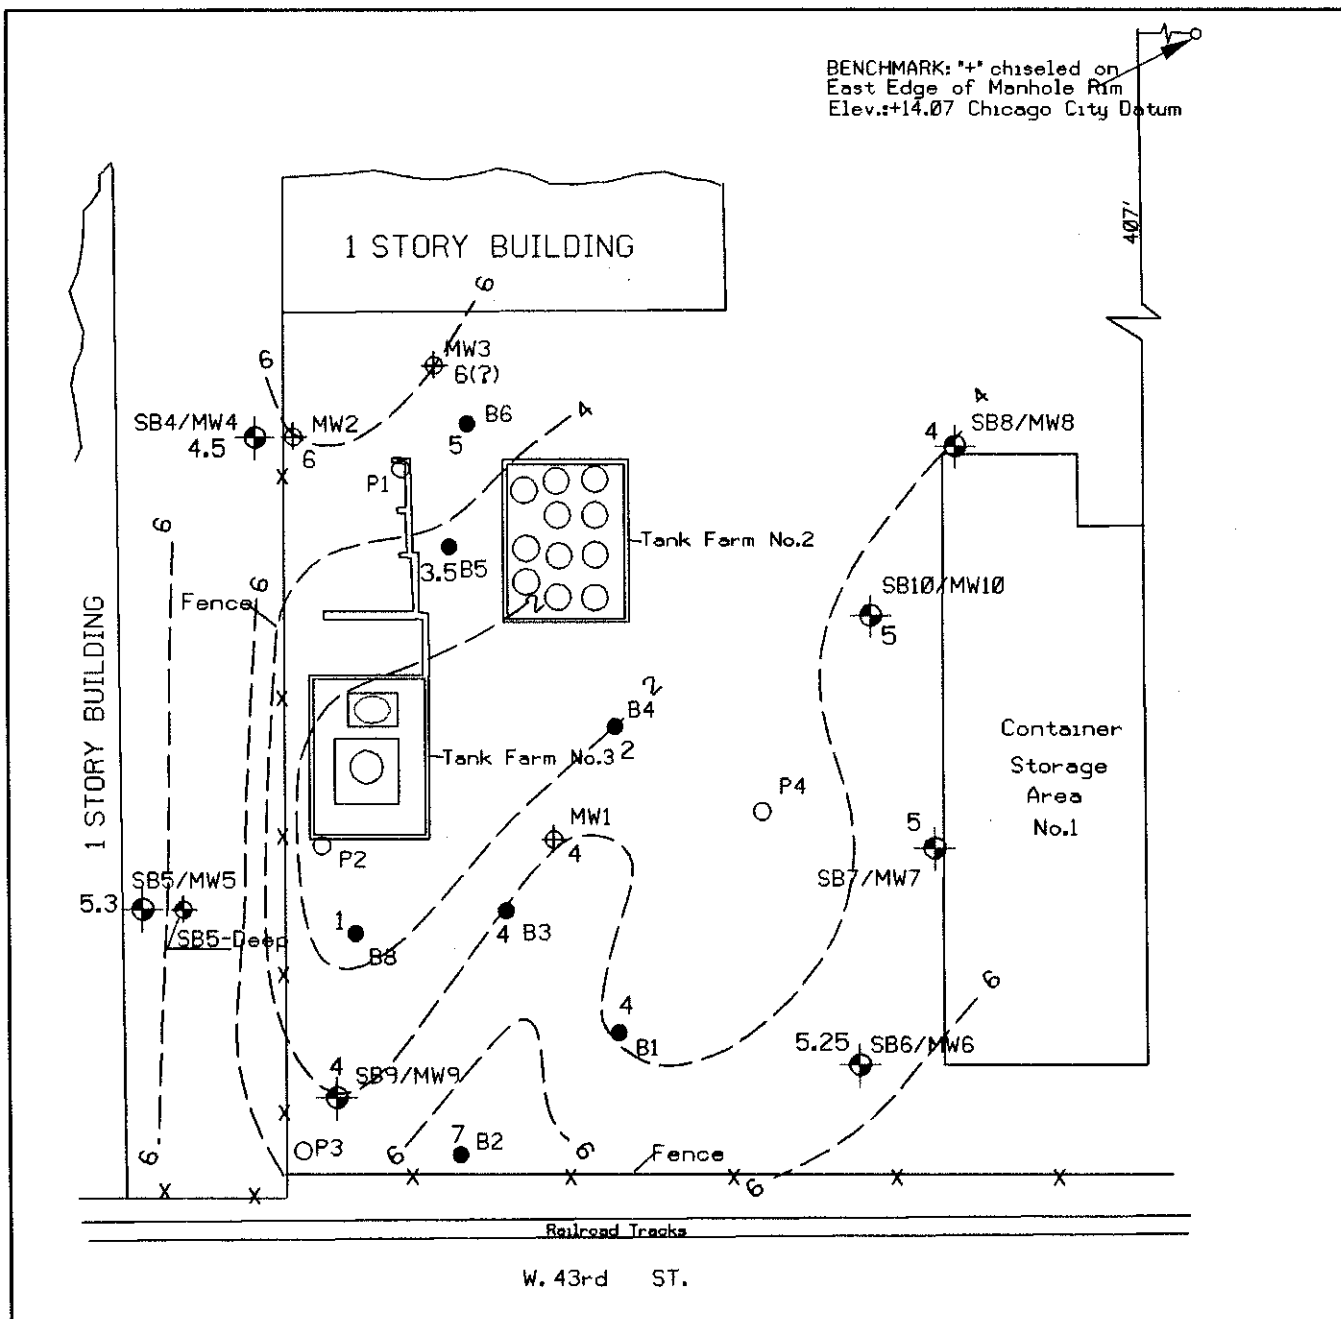 BENCHMARK: "+" chiseled on
East Edge of Manhole Rim
Elev.:+14.07 Chicago City Datum
407'
1 STORY BUILDING
6
6
MW3
6(?)
SB4/MW4
4.5
MW2
6
B6
5
4
4
4
SB8/MW8
P1
X
6
Tank Farm No.2
3.5 B5
6
Fence
SB10/MW10
5
1 STORY BUILDING
X
2
B4
2
Container
Storage
Area
No.1
Tank Farm No.3
P4
X
MW1
4
5
P2
SB7/MW7
SB5/MW5
5.3
4 B3
1
B8
SB5-Deep
X
6
4
B1
5.25
SB6/MW6
4
SB9/MW9
X
7
B2
P3
6
6
6
Fence
6
X
X
X
X
X
X
X
Railroad Tracks
W. 43rd ST.